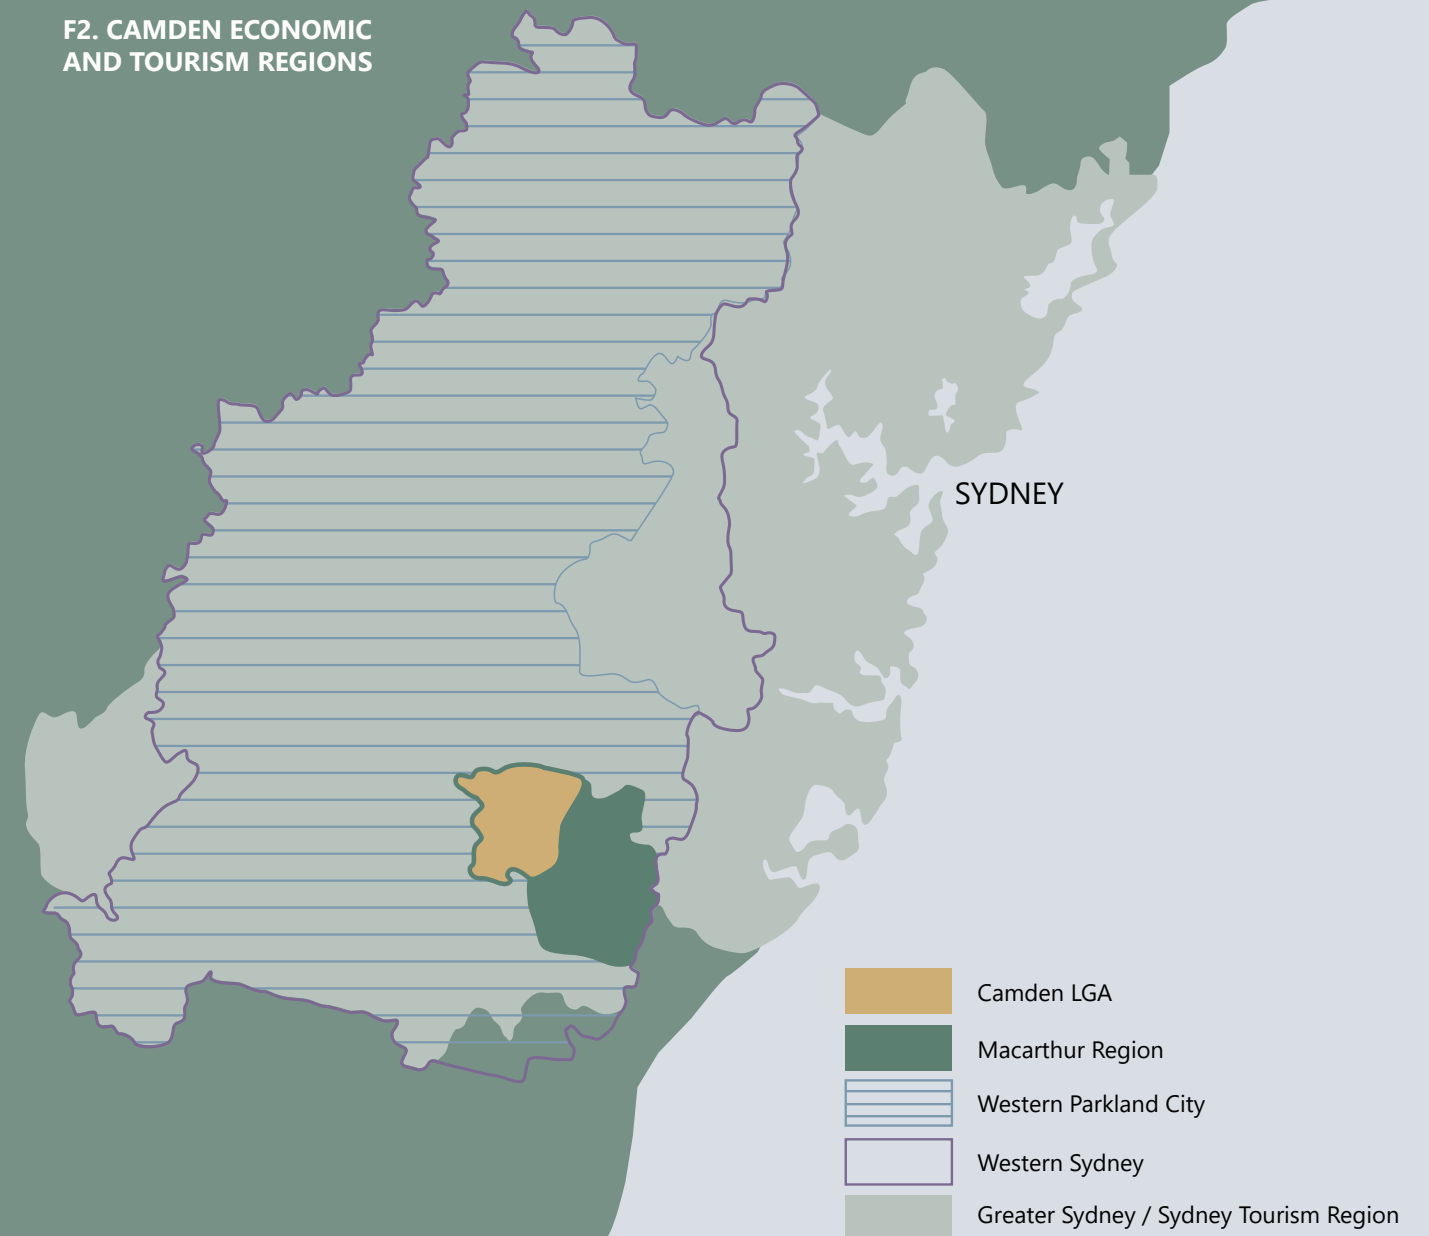 F2. CAMDEN ECONOMIC
AND TOURISM REGIONS
SYDNEY
Camden LGA
Macarthur Region
Western Parkland City
Western Sydney
Greater Sydney / Sydney Tourism Region